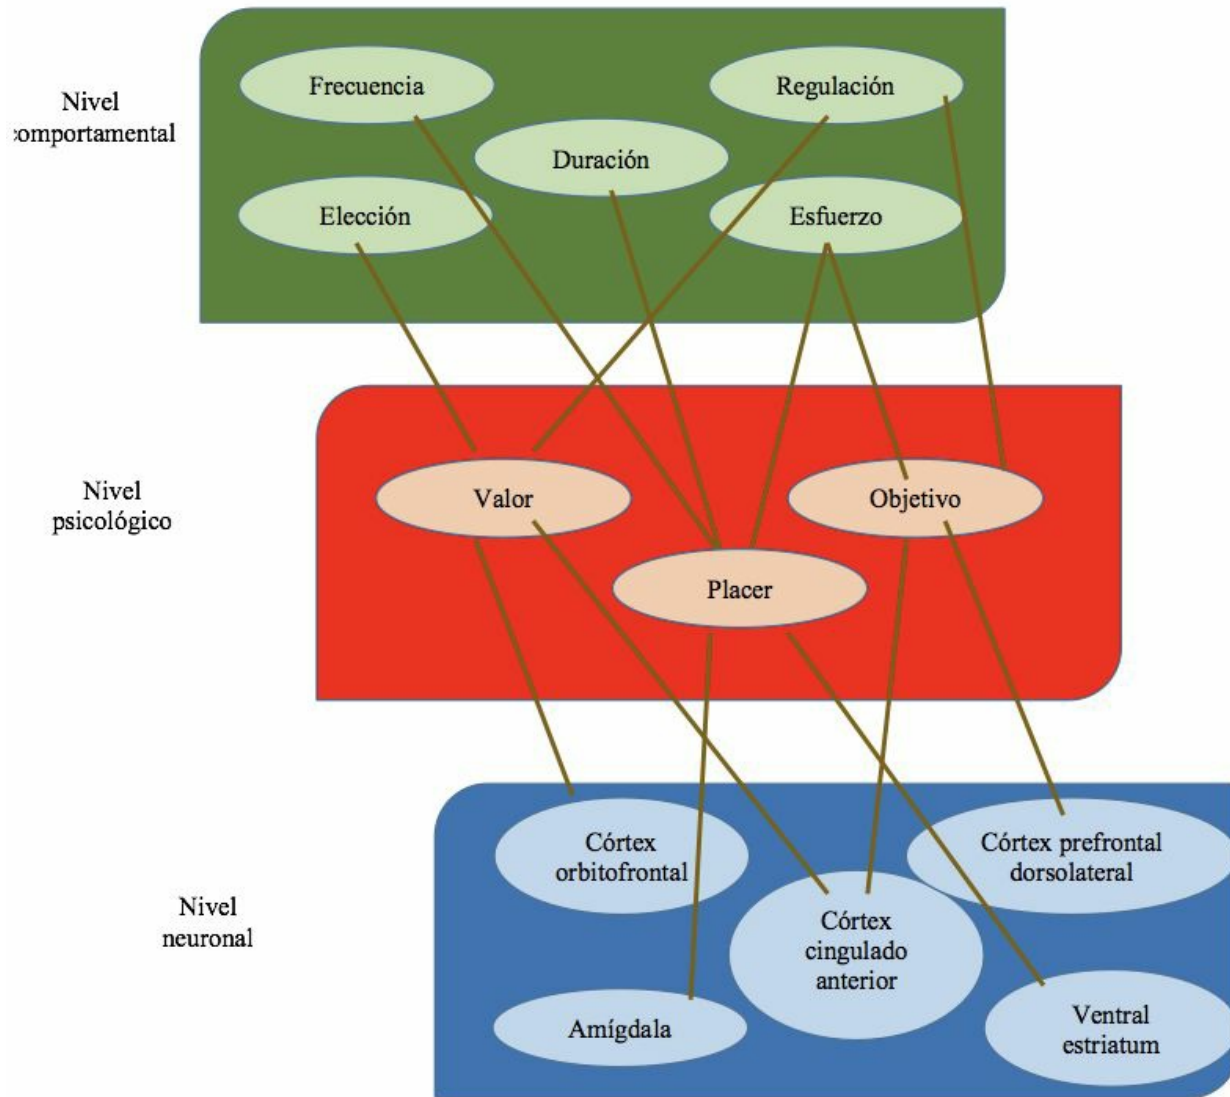 Nivel
comportamental
Frecuencia
Regulación
Duración
Elección
Esfuerzo
Nivel
psicológico
Valor
Objetivo
Placer
Nivel
neuronal
Córtex
orbitofrontal
Córtex prefrontal
dorsolateral
Córtex
cingulado
anterior
Amígdala
Ventral
estriatum